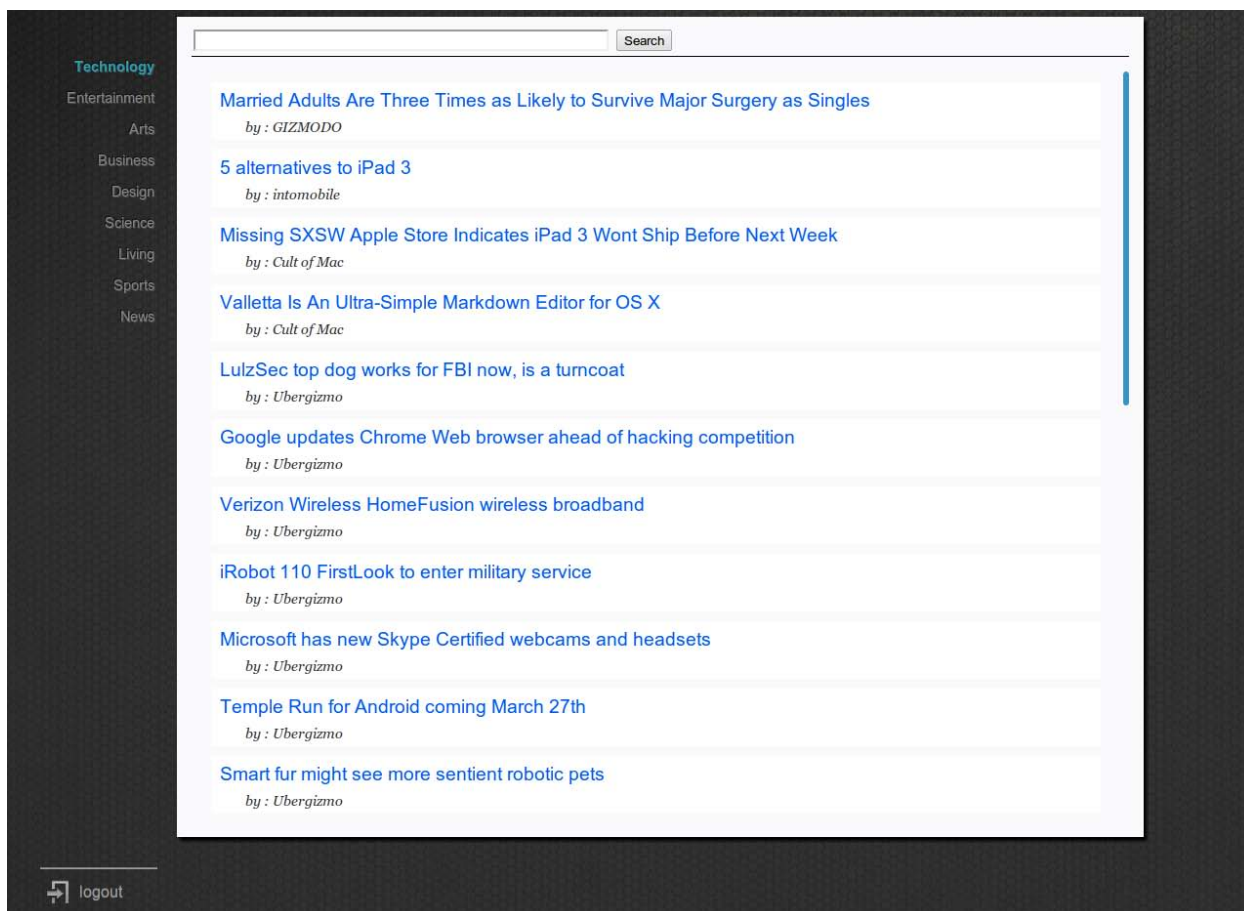 Search
Technology
Entertainment
Arts
Business
Design
Science
Living
Sports
News
Married Adults Are Three Times as Likely to Survive Major Surgery as Singles
by : GIZMODO
5 alternatives to iPad 3
by : intomobile
Missing SXSW Apple Store Indicates iPad 3 Wont Ship Before Next Week
by : Cult of Mac
Valletta Is An Ultra-Simple Markdown Editor for OS X
by : Cult of Mac
LulzSec top dog works for FBI now, is a turncoat
by : Ubergizmo
Google updates Chrome Web browser ahead of hacking competition
by : Ubergizmo
Verizon Wireless HomeFusion wireless broadband
by : Ubergizmo
iRobot 110 FirstLook to enter military service
by : Ubergizmo
Microsoft has new Skype Certified webcams and headsets
by : Ubergizmo
Temple Run for Android coming March 27th
by : Ubergizmo
Smart fur might see more sentient robotic pets
by : Ubergizmo
logout